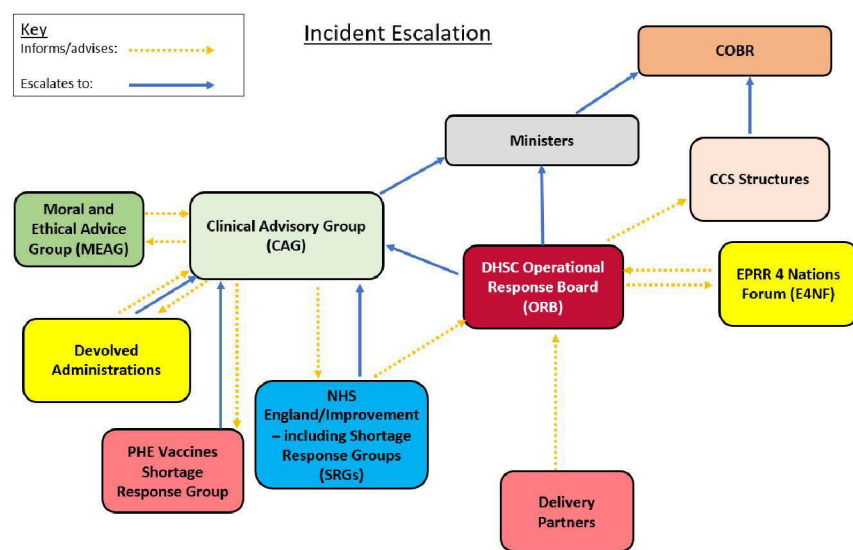 Key
Informs/advises:
Escalates to:
Incident Escalation
COBR
Ministers
CCS Structures
Moral and
Ethical Advice
Group (MEAG)
Clinical Advisory Group
(CAG)
DHSC Operational
Response Board
(ORB)
EPRR 4 Nations
Forum (E4NF)
Devolved
Administrations
NHS
England/Improvement
– including Shortage
Response Groups
(SRGs)
PHE Vaccines
Shortage
Response Group
Delivery
Partners